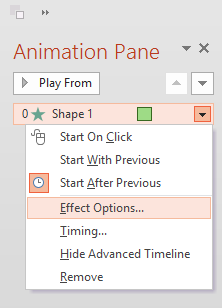 Animation Pane
Play From
0 Shape 1
Start On Click
Start With Previous
Start After Previous
Effect Options...
Timing...
Hide Advanced Timeline
Remove